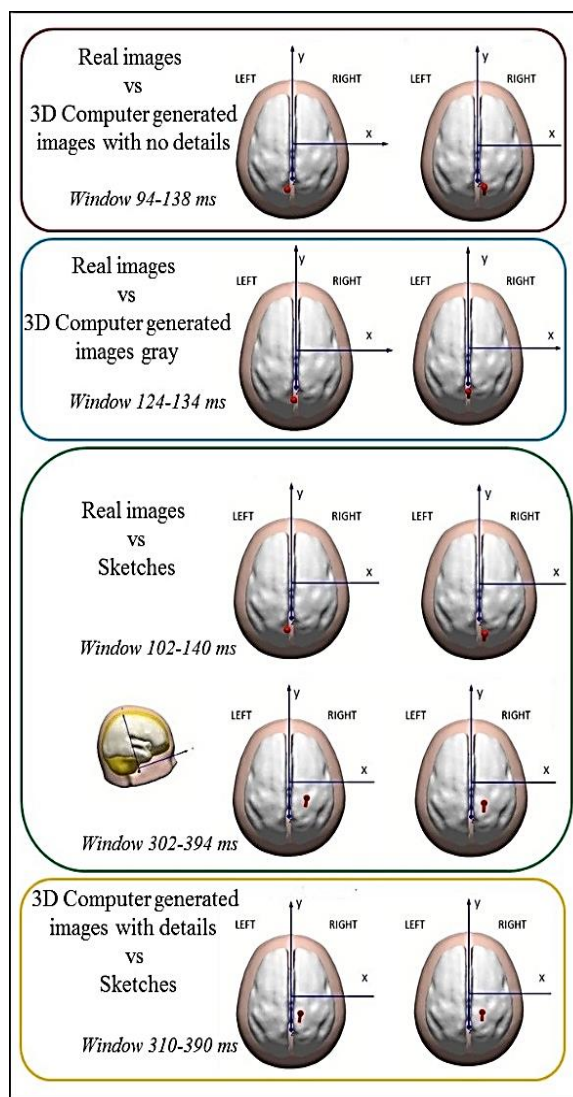 Real images
vs
3D Computer generated
images with no details
Window 94-138 ms
LEFT
y
RIGHT
x
LEFT
y
RIGHT
x
Real images
vs
3D Computer generated
images gray
Window 124-134 ms
LEFT
y
RIGHT
x
LEFT
y
RIGHT
x
Real images
vs
Sketches
Window 102-140 ms
LEFT
y
RIGHT
x
LEFT
y
RIGHT
x
Window 302-394 ms
LEFT
y
RIGHT
x
LEFT
y
RIGHT
x
3D Computer generated
images with details
vs
Sketches
Window 310-390 ms
LEFT
y
RIGHT
x
LEFT
y
RIGHT
x